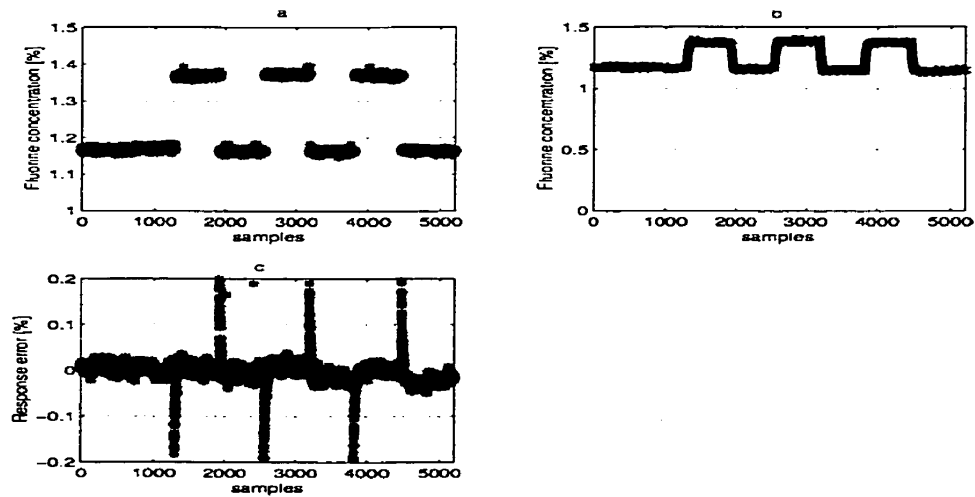 a
Fluorine concentration [%]
1.5
1.4
1.3
1.2
1.1
1
0 1000 2000 3000 4000 5000
samples
b
Fluorine concentration [%]
1.5
1
0.5
0
0 1000 2000 3000 4000 5000
samples
c
Response error [%]
0.2
0.1
0
−0.1
−0.2
0 1000 2000 3000 4000 5000
samples